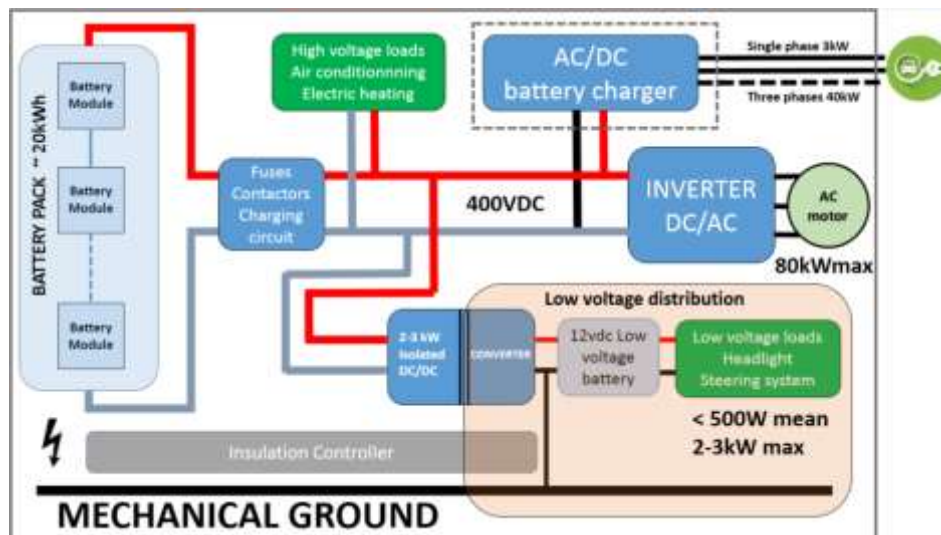 BATTERY PACK ~ 20kWh
Battery
Module
Battery
Module
Battery
Module
High voltage loads
Air conditionnning
Electric heating
AC/DC
battery charger
Single phase 3kW
Three phases 40kW
Fuses
Contactors
Charging
circuit
400VDC
INVERTER
DC/AC
AC
motor
80kWmax
Low voltage distribution
2-3 kW
Isolated
DC/DC
CONVERTER
12vdc Low
voltage
battery
Low voltage loads
Headlight
Steering system
< 500W mean
2-3kW max
Insulation Controller
MECHANICAL GROUND